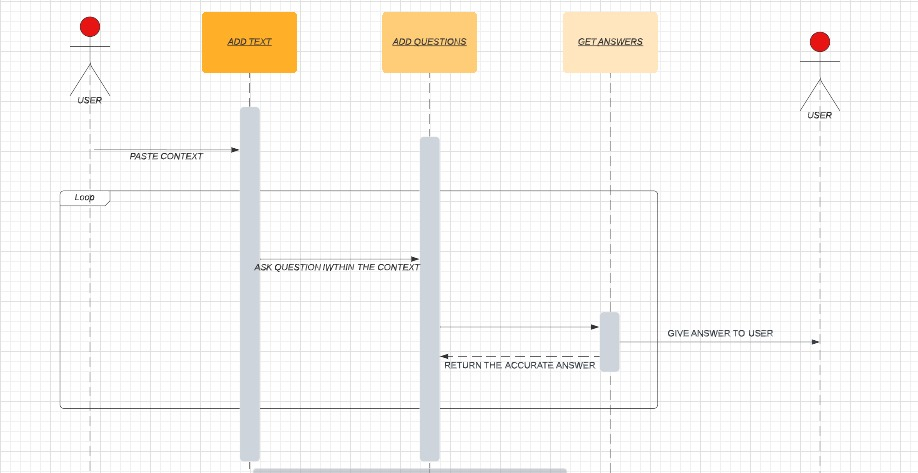 ADD TEXT
ADD QUESTIONS
GET ANSWERS
USER
USER
PASTE CONTEXT
Loop
ASK QUESTION IWTHIN THE CONTEXT
GIVE ANSWER TO USER
RETURN THE ACCURATE ANSWER